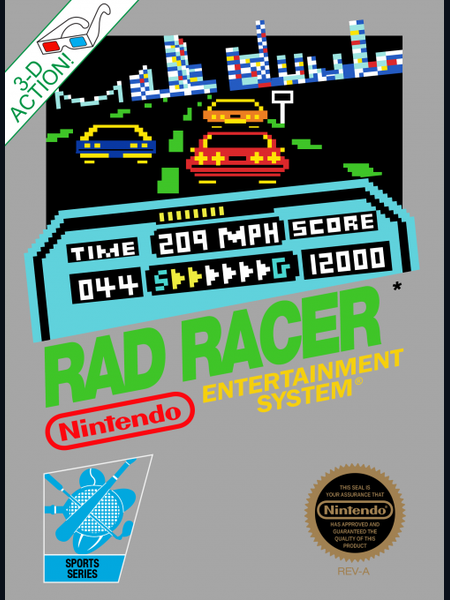 3-D
ACTION!
TIME 209 MPH SCORE
044 S G 12000
RAD RACER*
Nintendo
ENTERTAINMENT
SYSTEM®
SPORTS
SERIES
THIS SEAL IS
YOUR ASSURANCE THAT
Nintendo
HAS APPROVED AND
GUARANTEED THE
QUALITY OF THIS
PRODUCT
REV-A